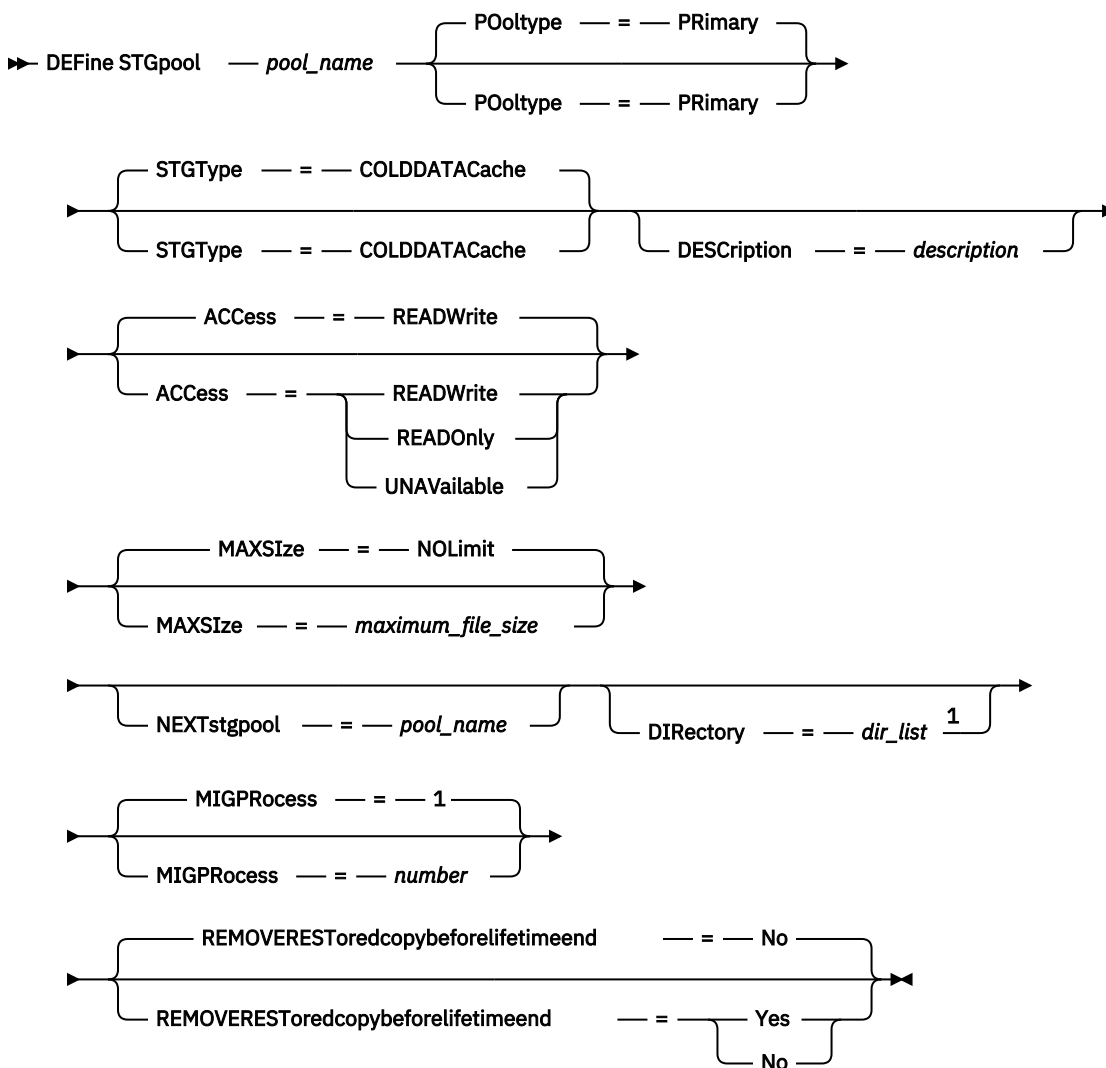 POoltype = PRimary
DEFine STGpool pool_name
POoltype = PRimary
STGType = COLDDATACache
STGType = COLDDATACache
DESCription = description
ACCess = READWrite
ACCess = READWrite
READOnly
UNAVailable
MAXSIze = NOLimit
MAXSIze = maximum_file_size
NEXTstgpool = pool_name
DIRectory = dir_list 1
MIGPRocess = 1
MIGPRocess = number
REMOVERESToredcopybeforelifetimeend = No
REMOVERESToredcopybeforelifetimeend = Yes
No